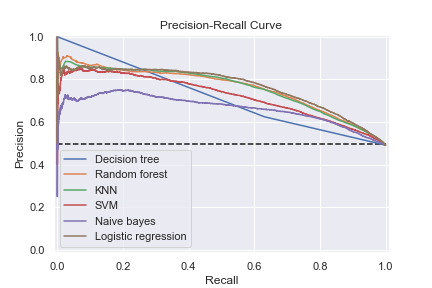 Precision-Recall Curve
1.0
0.8
0.6
0.4
0.2
0.0
Precision
Decision tree
Random forest
KNN
SVM
Naive bayes
Logistic regression
0.0 0.2 0.4 0.6 0.8 1.0
Recall